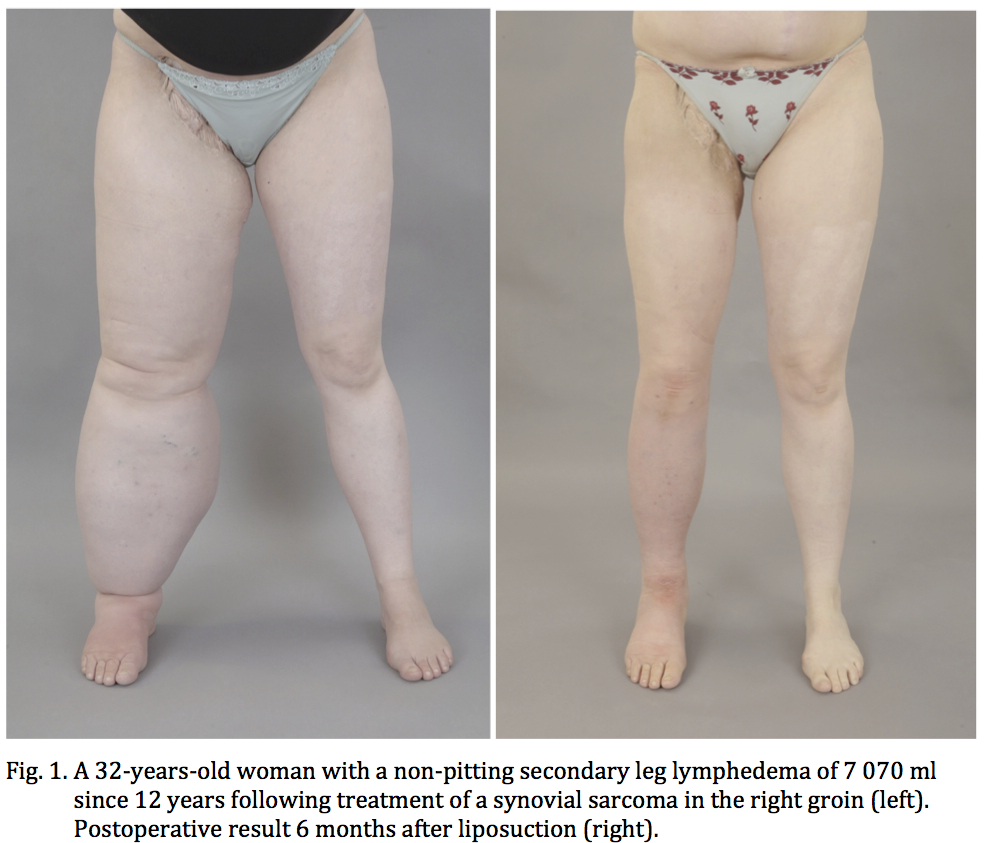 Fig. 1. A 32-years-old woman with a non-pitting secondary leg lymphedema of 7 070 ml
since 12 years following treatment of a synovial sarcoma in the right groin (left).
Postoperative result 6 months after liposuction (right).